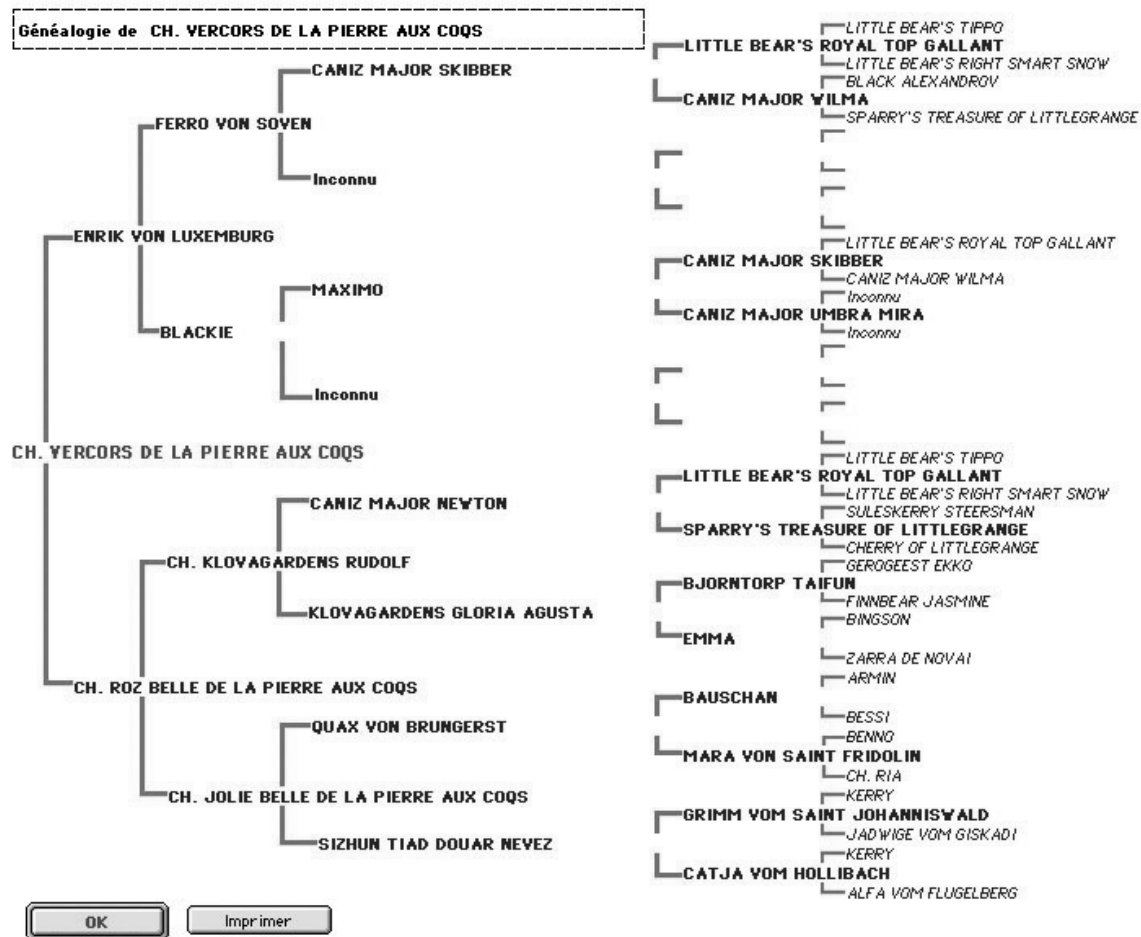 Généalogie de CH. VERCORS DE LA PIERRE AUX COQS
LITTLE BEAR'S TIPPO
LITTLE BEAR'S ROYAL TOP GALLANT
LITTLE BEAR'S RIGHT SMART SNOW
CANIZ MAJOR SKIBBER
BLACK ALEXANDROV
CANIZ MAJOR WILMA
SPARRY'S TREASURE OF LITTLEGRANGE
FERRO VON SOVEN
Inconnu
ENRIK VON LUXEMBURG
LITTLE BEAR'S ROYAL TOP GALLANT
CANIZ MAJOR SKIBBER
CANIZ MAJOR WILMA
MAXIMO
Inconnu
CANIZ MAJOR UMBRA MIRA
Inconnu
BLACKIE
Inconnu
CH. VERCORS DE LA PIERRE AUX COQS
LITTLE BEAR'S TIPPO
LITTLE BEAR'S ROYAL TOP GALLANT
LITTLE BEAR'S RIGHT SMART SNOW
CANIZ MAJOR NEWTON
SULESKERRY STEERSMAN
SPARRY'S TREASURE OF LITTLEGRANGE
CHERRY OF LITTLEGRANGE
CH. KLOVAGARDENS RUDOLF
GEROGEEST EKKO
BJORNTORP TAIFUN
FINNBEAR JASMINE
KLOVAGARDENS GLORIA AGUSTA
BINGSON
EMMA
ZARRA DE NOVAI
CH. ROZ BELLE DE LA PIERRE AUX COQS
ARMIN
BAUSCHAN
BESSI
QUAX VON BRUNGERST
BENNO
MARA VON SAINT FRIDOLIN
CH. RIA
CH. JOLIE BELLE DE LA PIERRE AUX COQS
KERRY
GRIMM VOM SAINT JOHANNISWALD
JADWIGE VOM GISKADI
SIZHUN TIAD DOUAR NEVEZ
KERRY
CATJA VOM HOLLIBACH
ALFA VOM FLUGELBERG
OK
Imprimer